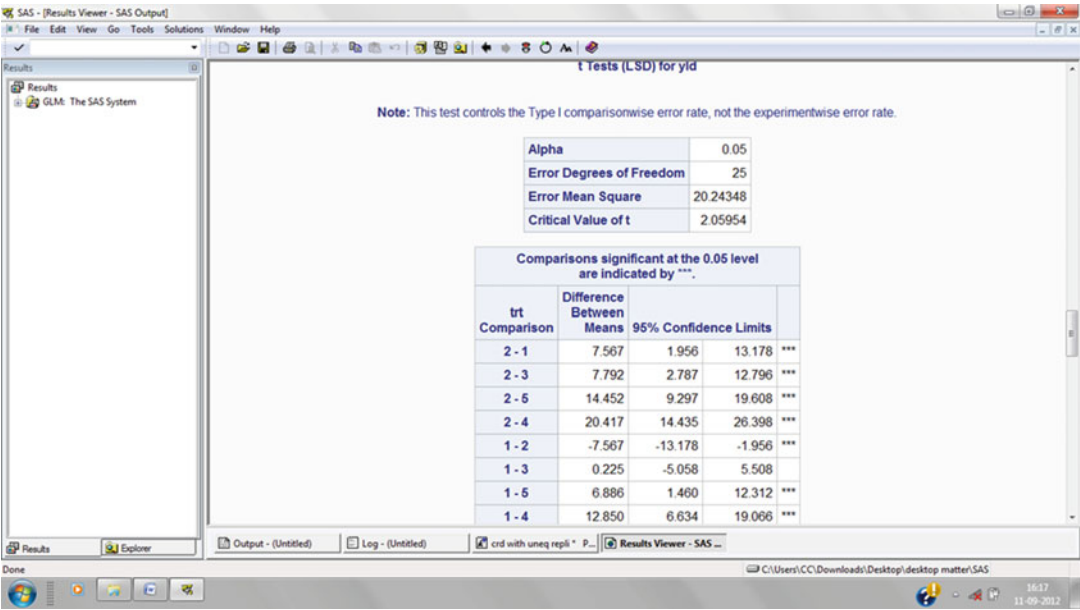 SAS - [Results Viewer - SAS Output]
File Edit View Go Tools Solutions Window Help
Results
Results
GLM: The SAS System
t Tests (LSD) for yld
Note: This test controls the Type I comparisonwise error rate, not the experimentwise error rate.
Alpha 0.05
Error Degrees of Freedom 25
Error Mean Square 20.24348
Critical Value of t 2.05954
Comparisons significant at the 0.05 level
are indicated by ***.
trt Comparison Difference Between Means 95% Confidence Limits
2 - 1 7.567 1.956 13.178 ***
2 - 3 7.792 2.787 12.796 ***
2 - 5 14.452 9.297 19.608 ***
2 - 4 20.417 14.435 26.398 ***
1 - 2 -7.567 -13.178 -1.956 ***
1 - 3 0.225 -5.058 5.508
1 - 5 6.886 1.460 12.312 ***
1 - 4 12.850 6.634 19.066 ***
Results Explorer
Output - (Untitled) Log - (Untitled) crd with uneq repli * P... Results Viewer - SAS ...
Done C:\Users\CC\Downloads\Desktop\desktop matter\SAS
16:17
11-09-2012